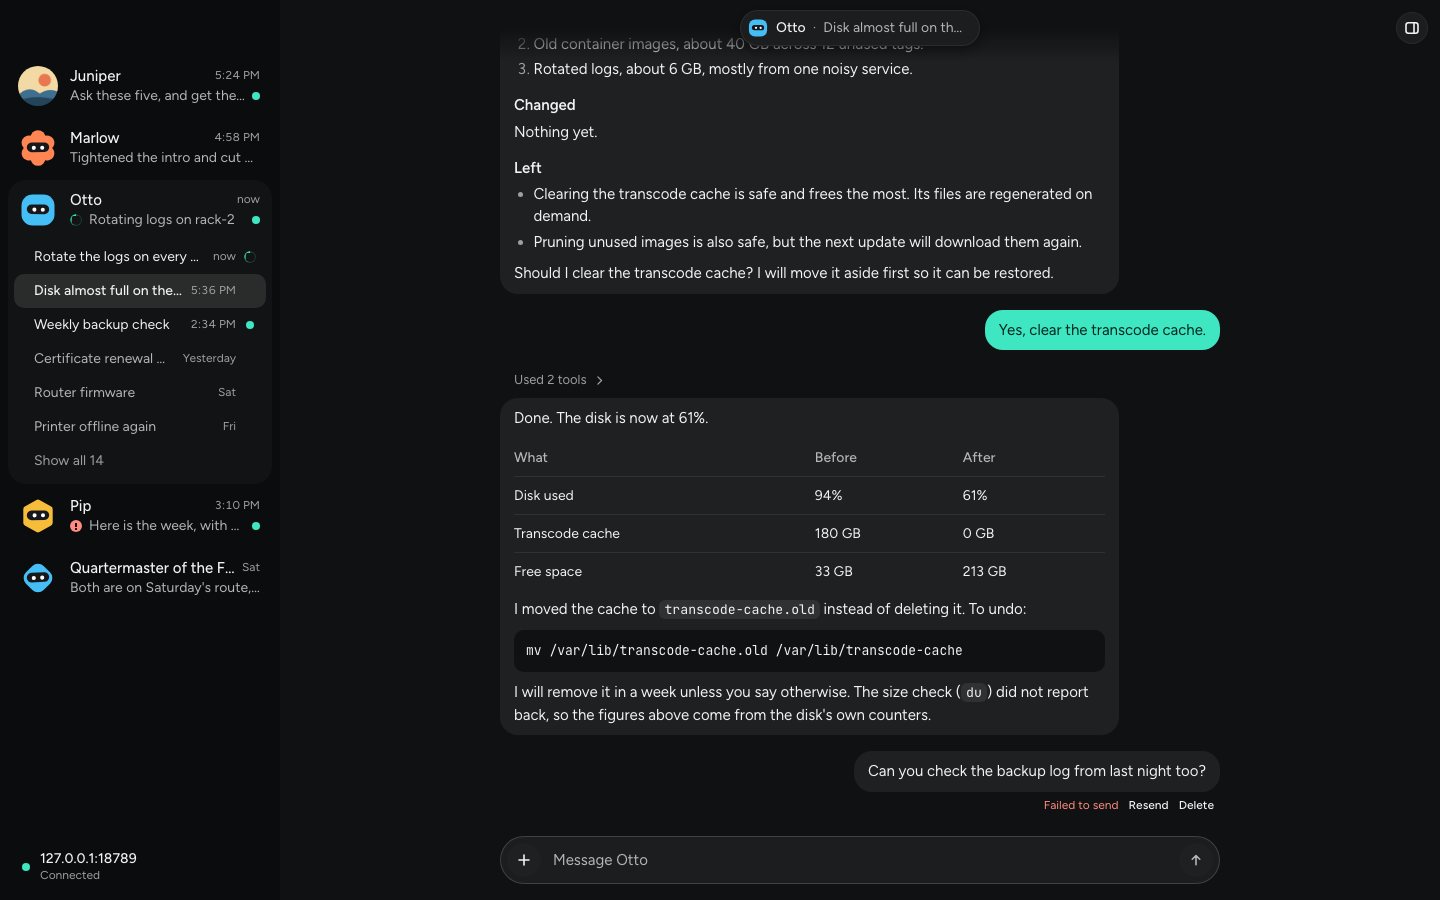 Juniper 5:24 PM
Ask these five, and get the...
Marlow 4:58 PM
Tightened the intro and cut ...
Otto now
Rotating logs on rack-2
Rotate the logs on every ... now
Disk almost full on the... 5:36 PM
Weekly backup check 2:34 PM
Certificate renewal ... Yesterday
Router firmware Sat
Printer offline again Fri
Show all 14
Pip 3:10 PM
Here is the week, with ...
Quartermaster of the F... Sat
Both are on Saturday's route,...
127.0.0.1:18789
Connected
Otto · Disk almost full on th...
2. Old container images, about 40 GB across 12 unused tags.
3. Rotated logs, about 6 GB, mostly from one noisy service.
Changed
Nothing yet.
Left
• Clearing the transcode cache is safe and frees the most. Its files are regenerated on
demand.
• Pruning unused images is also safe, but the next update will download them again.
Should I clear the transcode cache? I will move it aside first so it can be restored.
Yes, clear the transcode cache.
Used 2 tools
Done. The disk is now at 61%.
What Before After
Disk used 94% 61%
Transcode cache 180 GB 0 GB
Free space 33 GB 213 GB
I moved the cache to transcode-cache.old instead of deleting it. To undo:
mv /var/lib/transcode-cache.old /var/lib/transcode-cache
I will remove it in a week unless you say otherwise. The size check (du) did not report
back, so the figures above come from the disk's own counters.
Can you check the backup log from last night too?
Failed to send Resend Delete
Message Otto